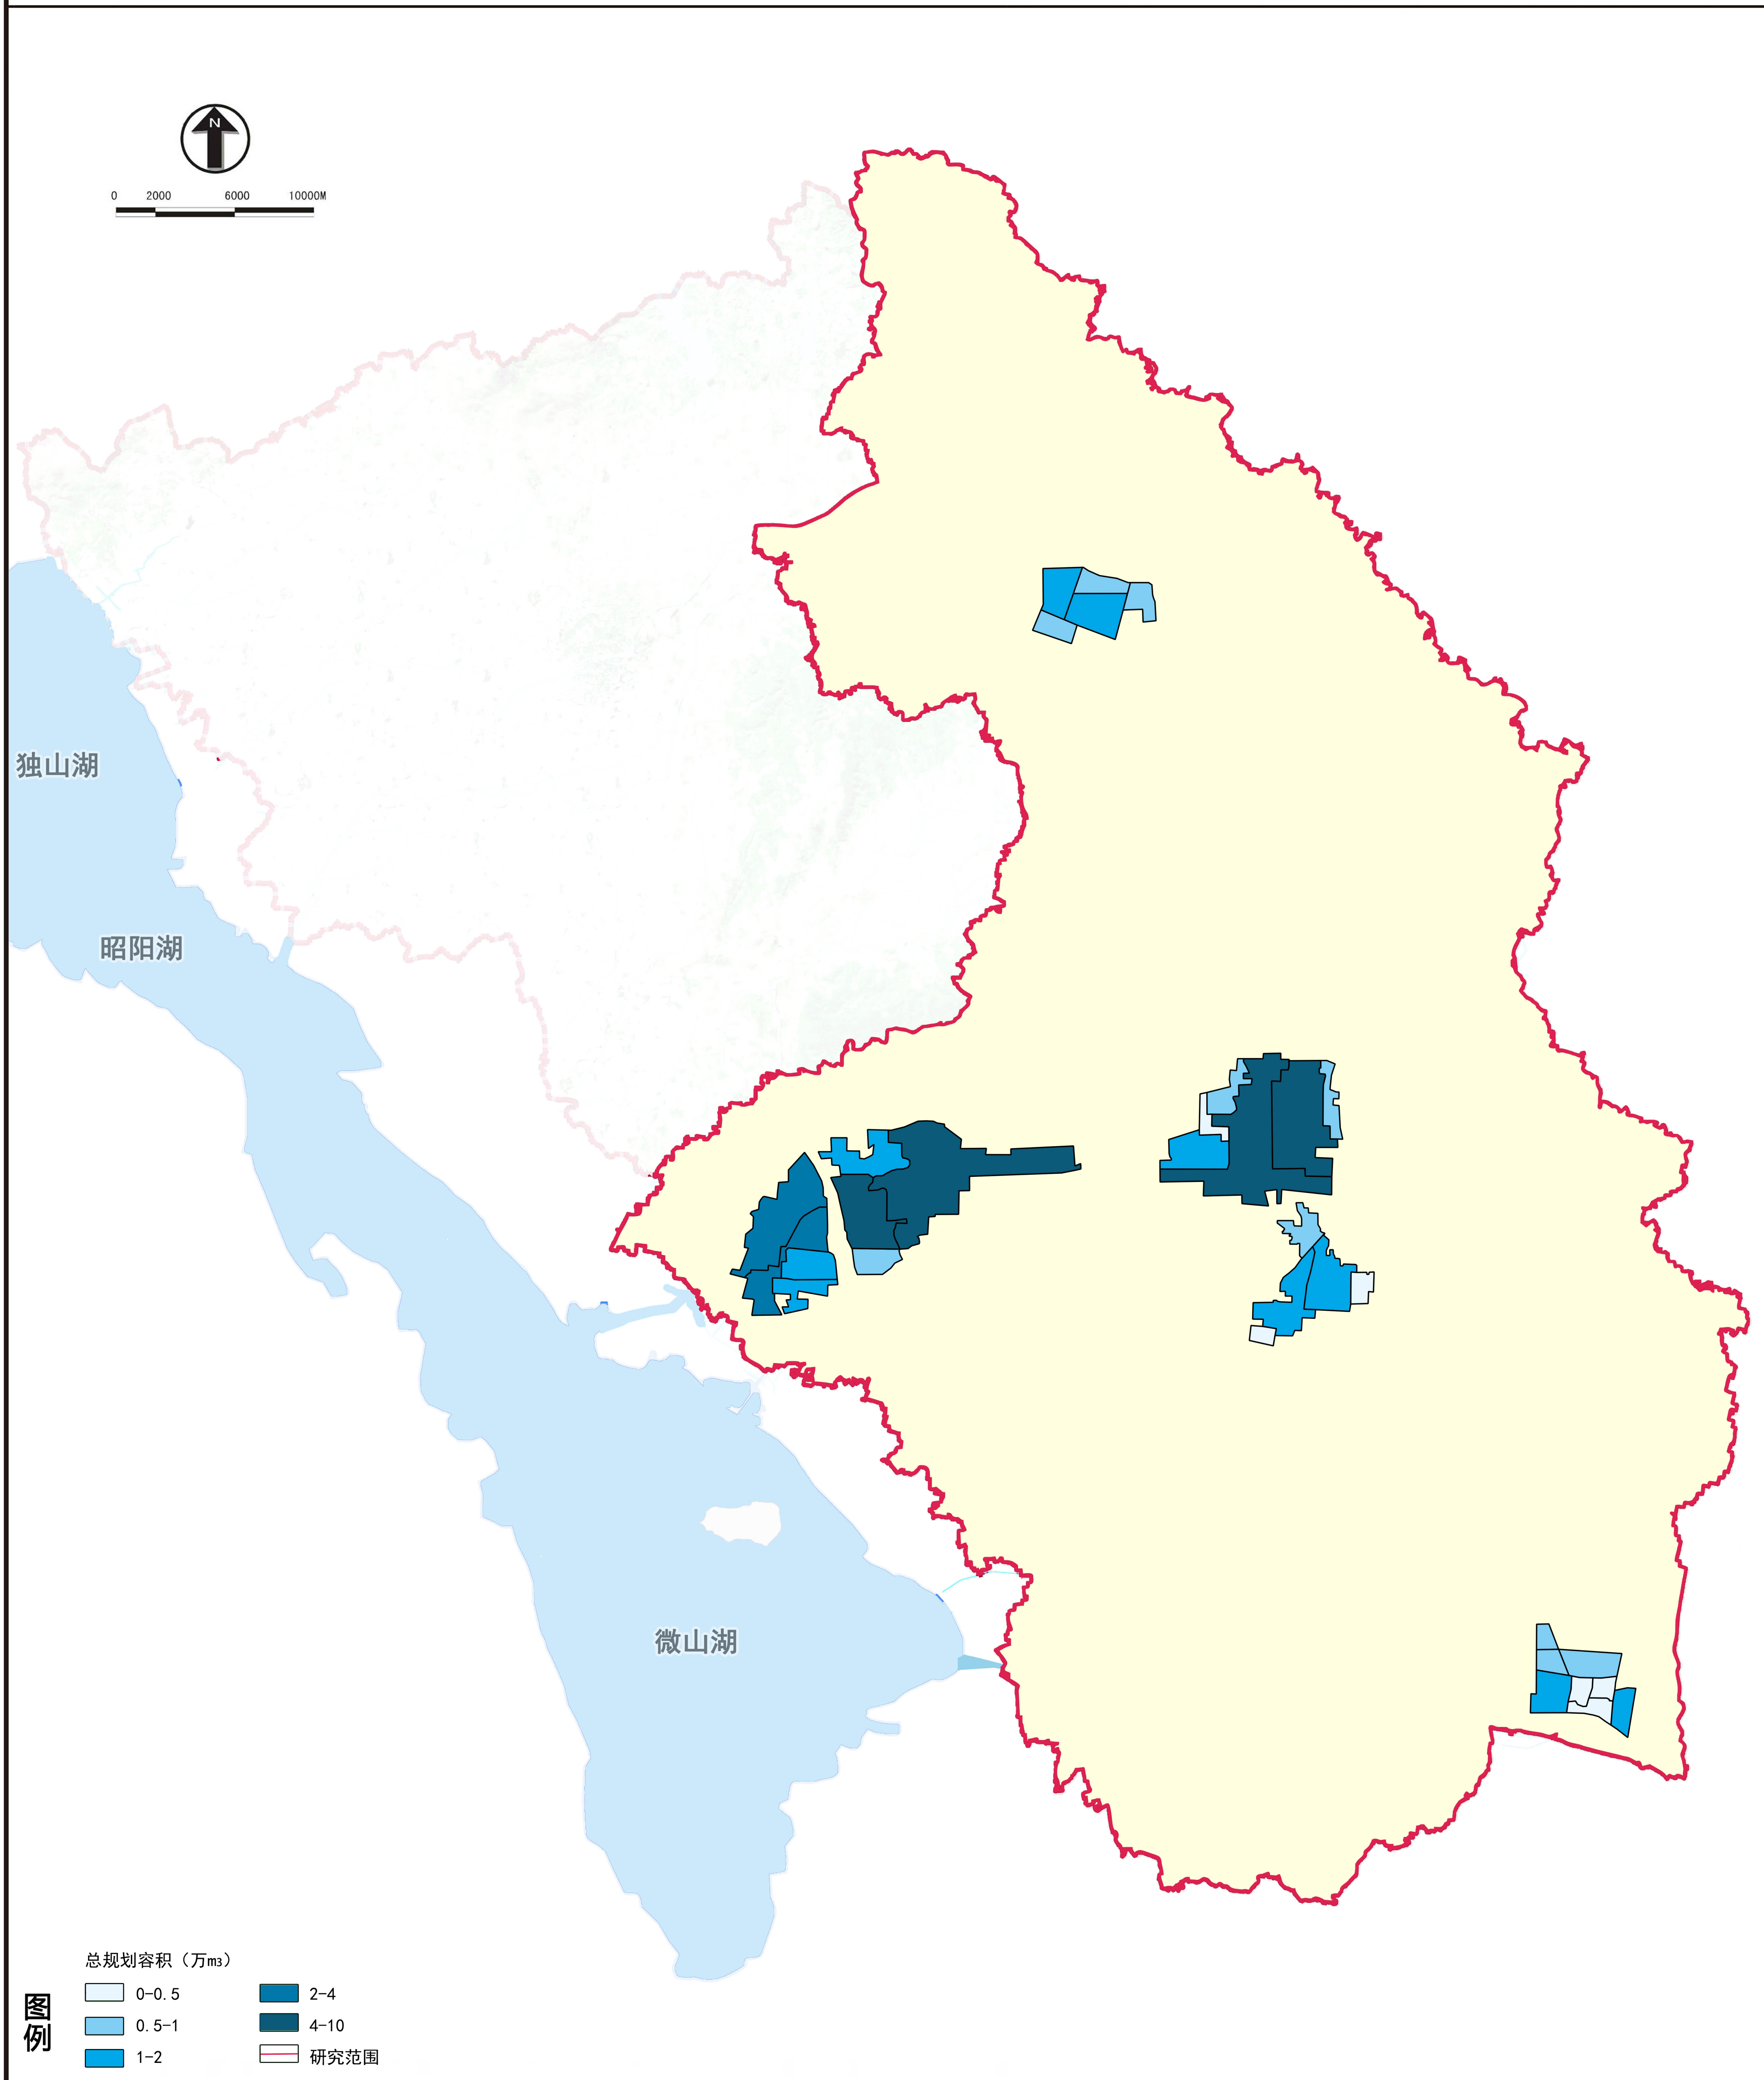 N
0 2000 6000 10000M
独山湖
昭阳湖
微山湖
图例
总规划容积（万m3）
0-0.5
0.5-1
1-2
2-4
4-10
研究范围